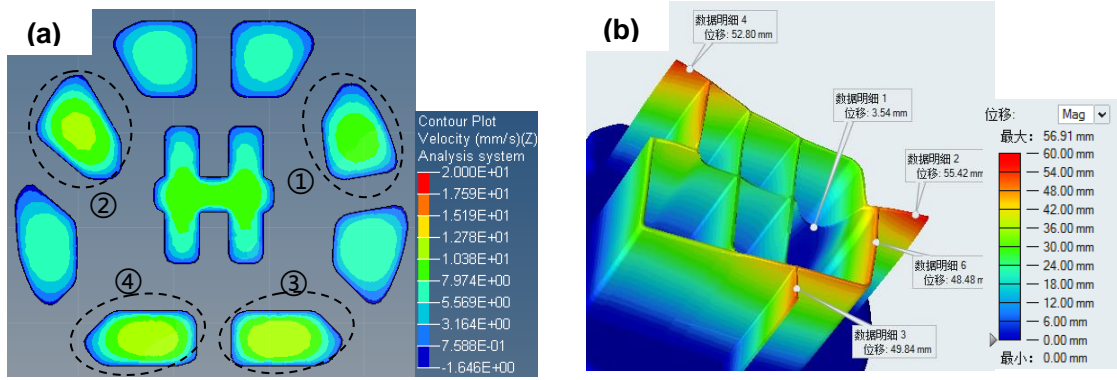 (a)
①
②
③
④
Contour Plot
Velocity (mm/s)(Z)
Analysis system
2.000E+01
1.759E+01
1.519E+01
1.278E+01
1.038E+01
7.974E+00
5.569E+00
3.164E+00
7.588E-01
-1.646E+00
(b)
数据明细 4
位移: 52.80 mm
数据明细 1
位移: 3.54 mm
数据明细 2
位移: 55.42 mm
数据明细 6
位移: 48.48 mm
数据明细 3
位移: 49.84 mm
位移: Mag
最大: 56.91 mm
60.00 mm
54.00 mm
48.00 mm
42.00 mm
36.00 mm
30.00 mm
24.00 mm
18.00 mm
12.00 mm
6.00 mm
0.00 mm
最小: 0.00 mm